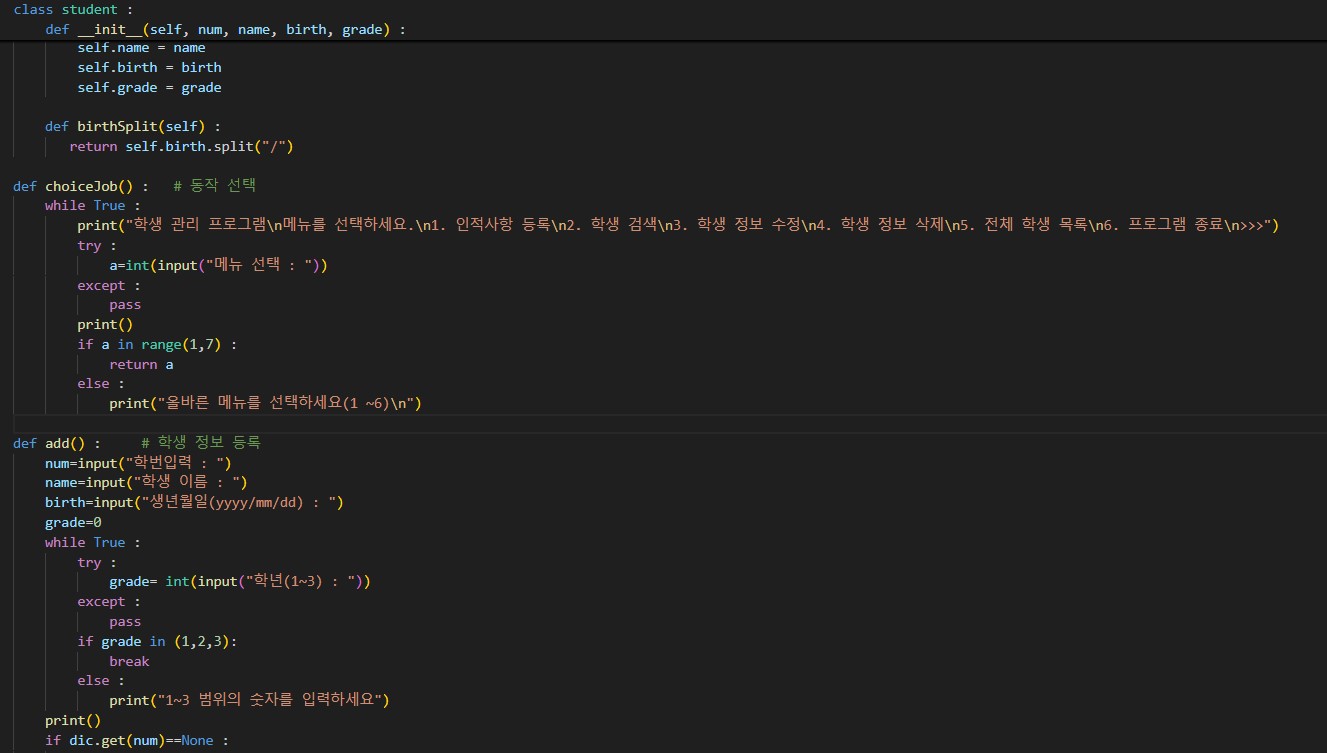 class student :
    def __init__(self, num, name, birth, grade) :
        self.name = name
        self.birth = birth
        self.grade = grade
    def birthSplit(self) :
       return self.birth.split("/")
def choiceJob() :   # 동작 선택
    while True :
        print("학생 관리 프로그램\n메뉴를 선택하세요.\n1. 인적사항 등록\n2. 학생 검색\n3. 학생 정보 수정\n4. 학생 정보 삭제\n5. 전체 학생 목록\n6. 프로그램 종료\n>>>")
        try :
            a=int(input("메뉴 선택 : "))
        except :
            pass
        print()
        if a in range(1,7) :
            return a
        else :
            print("올바른 메뉴를 선택하세요(1 ~6)\n")
def add() :     # 학생 정보 등록
    num=input("학번입력 : ")
    name=input("학생 이름 : ")
    birth=input("생년월일(yyyy/mm/dd) : ")
    grade=0
    while True :
        try :
            grade= int(input("학년(1~3) : "))
        except :
            pass
        if grade in (1,2,3):
            break
        else :
            print("1~3 범위의 숫자를 입력하세요")
    print()
    if dic.get(num)==None :